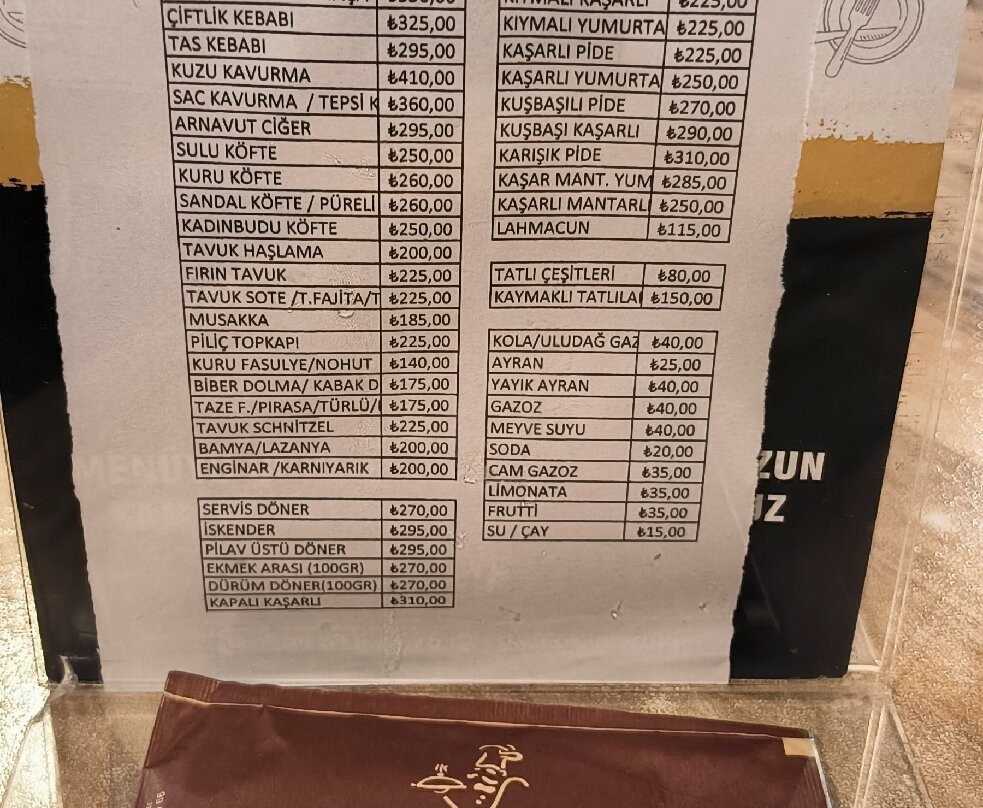 ÇİFTLİK KEBABI ₺325,00
TAS KEBABI ₺295,00
KUZU KAVURMA ₺410,00
SAC KAVURMA / TEPSİ K ₺360,00
ARNAVUT CİĞER ₺295,00
SULU KÖFTE ₺250,00
KURU KÖFTE ₺260,00
SANDAL KÖFTE / PÜRELİ ₺260,00
KADINBUDU KÖFTE ₺250,00
TAVUK HAŞLAMA ₺200,00
FIRIN TAVUK ₺225,00
TAVUK SOTE /T.FAJİTA/T ₺225,00
MUSAKKA ₺185,00
PİLİÇ TOPKAPI ₺225,00
KURU FASULYE/NOHUT ₺140,00
BİBER DOLMA/ KABAK D ₺175,00
TAZE F./PIRASA/TÜRLÜ/ ₺175,00
TAVUK SCHNİTZEL ₺225,00
BAMYA/LAZANYA ₺200,00
ENGİNAR /KARNIYARIK ₺200,00
SERVİS DÖNER ₺270,00
İSKENDER ₺295,00
PİLAV ÜSTÜ DÖNER ₺295,00
EKMEK ARASI (100GR) ₺270,00
DÜRÜM DÖNER(100GR) ₺270,00
KAPALI KAŞARLI ₺310,00
KIYMALI KAŞARLI ₺225,00
KIYMALI YUMURTA ₺225,00
KAŞARLI PİDE ₺225,00
KAŞARLI YUMURTA ₺250,00
KUŞBAŞILI PİDE ₺270,00
KUŞBAŞI KAŞARLI ₺290,00
KARIŞIK PİDE ₺310,00
KAŞAR MANT. YUM ₺285,00
KAŞARLI MANTARL ₺250,00
LAHMACUN ₺115,00
TATLI ÇEŞİTLERİ ₺80,00
KAYMAKLI TATLILA ₺150,00
KOLA/ULUDAĞ GAZ ₺40,00
AYRAN ₺25,00
YAYIK AYRAN ₺40,00
GAZOZ ₺40,00
MEYVE SUYU ₺40,00
SODA ₺20,00
CAM GAZOZ ₺35,00
LİMONATA ₺35,00
FRUTTİ ₺35,00
SU / ÇAY ₺15,00
MENÜ
ZUN
UZ